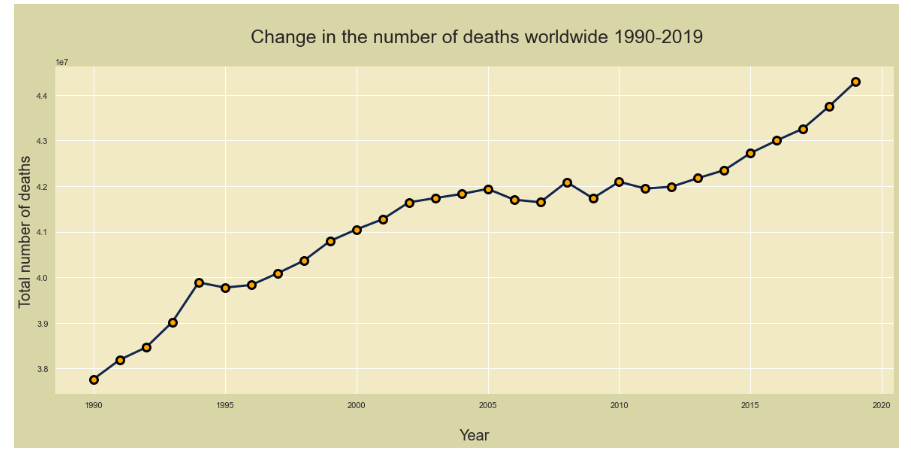 Change in the number of deaths worldwide 1990-2019
1e7
4.4
4.3
4.2
4.1
4.0
3.9
3.8
Total number of deaths
1990 1995 2000 2005 2010 2015 2020
Year